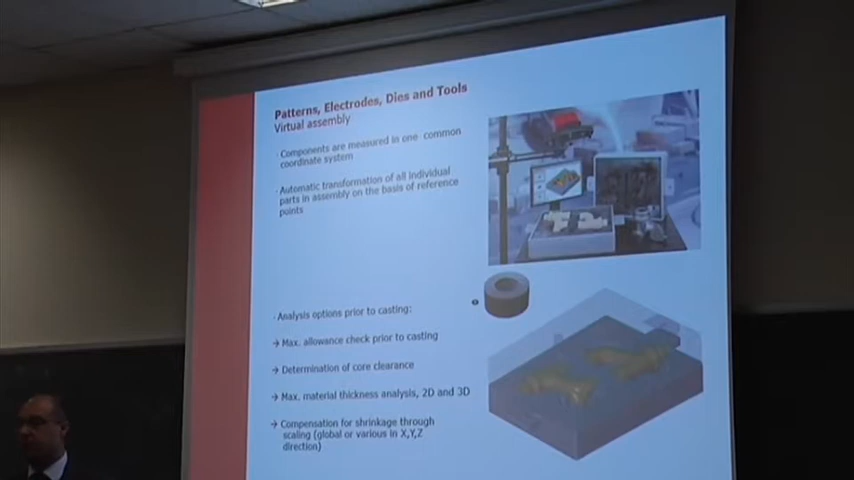 Patterns, Electrodes, Dies and Tools
Virtual assembly
· Components are measured in one common
coordinate system
· Automatic transformation of all individual
parts in assembly on the basis of reference
points
· Analysis options prior to casting:
→ Max. allowance check prior to casting
→ Determination of core clearance
→ Max. material thickness analysis, 2D and 3D
→ Compensation for shrinkage through
scaling (global or various in X,Y,Z
direction)